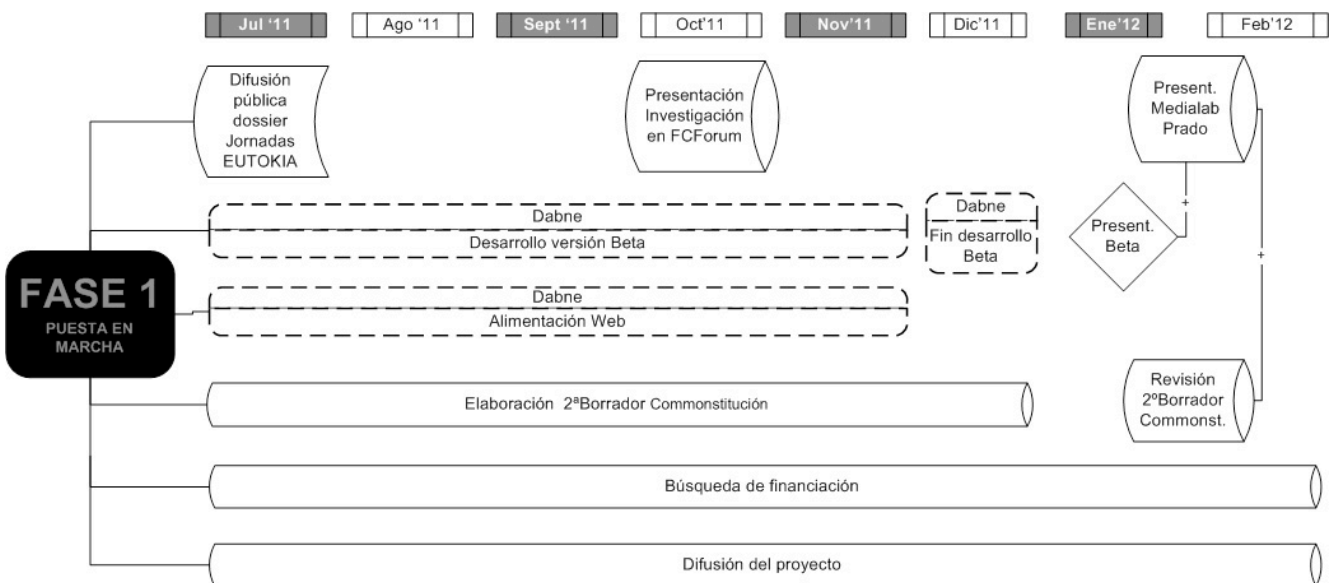 Jul '11
Ago '11
Sept '11
Oct'11
Nov'11
Dic'11
Ene'12
Feb'12
Difusión
pública
dossier
Jornadas
EUTOKIA
Presentación
Investigación
en FCForum
Present.
Medialab
Prado
Dabne
Desarrollo versión Beta
Dabne
Fin desarrollo
Beta
Present.
Beta
+
+
FASE 1
PUESTA EN
MARCHA
Dabne
Alimentación Web
Elaboración 2ªBorrador Commonstitución
Revisión
2ºBorrador
Commonst.
Búsqueda de financiación
Difusión del proyecto